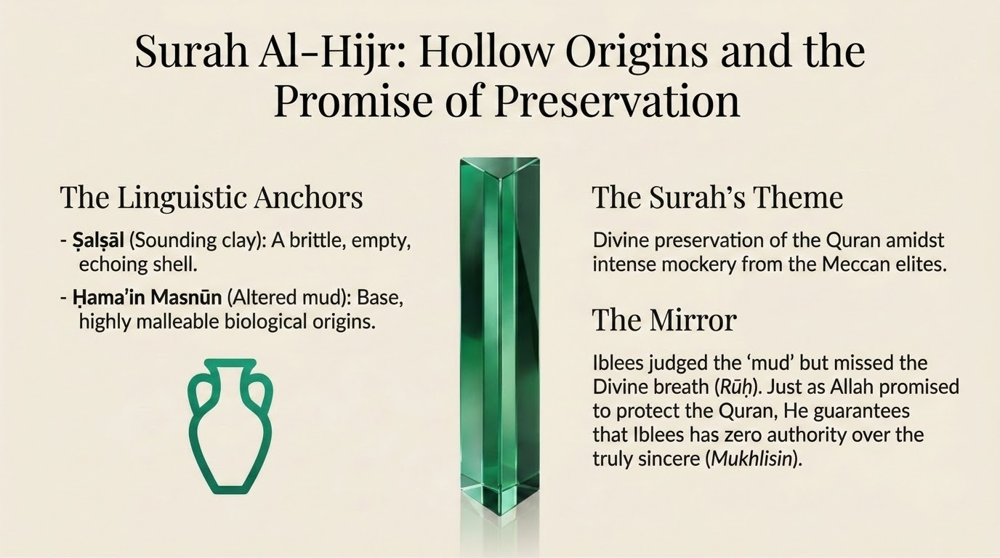 Surah Al-Hijr: Hollow Origins and the
Promise of Preservation
The Linguistic Anchors
- Ṣalṣāl (Sounding clay): A brittle, empty,
echoing shell.
- Ḥama’in Masnūn (Altered mud): Base,
highly malleable biological origins.
The Surah’s Theme
Divine preservation of the Quran amidst
intense mockery from the Meccan elites.
The Mirror
Iblees judged the ‘mud’ but missed the
Divine breath (Rūḥ). Just as Allah promised
to protect the Quran, He guarantees
that Iblees has zero authority over the
truly sincere (Mukhlisin).